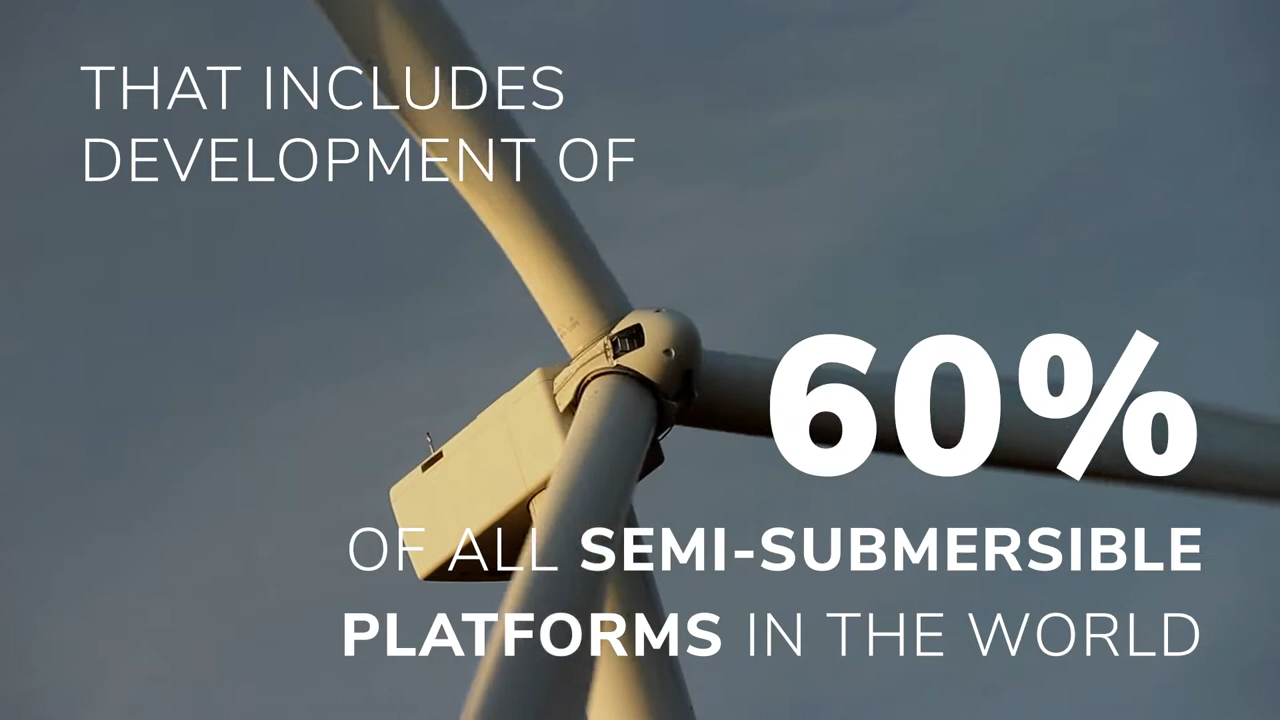 THAT INCLUDES
DEVELOPMENT OF
60%
OF ALL SEMI-SUBMERSIBLE
PLATFORMS IN THE WORLD